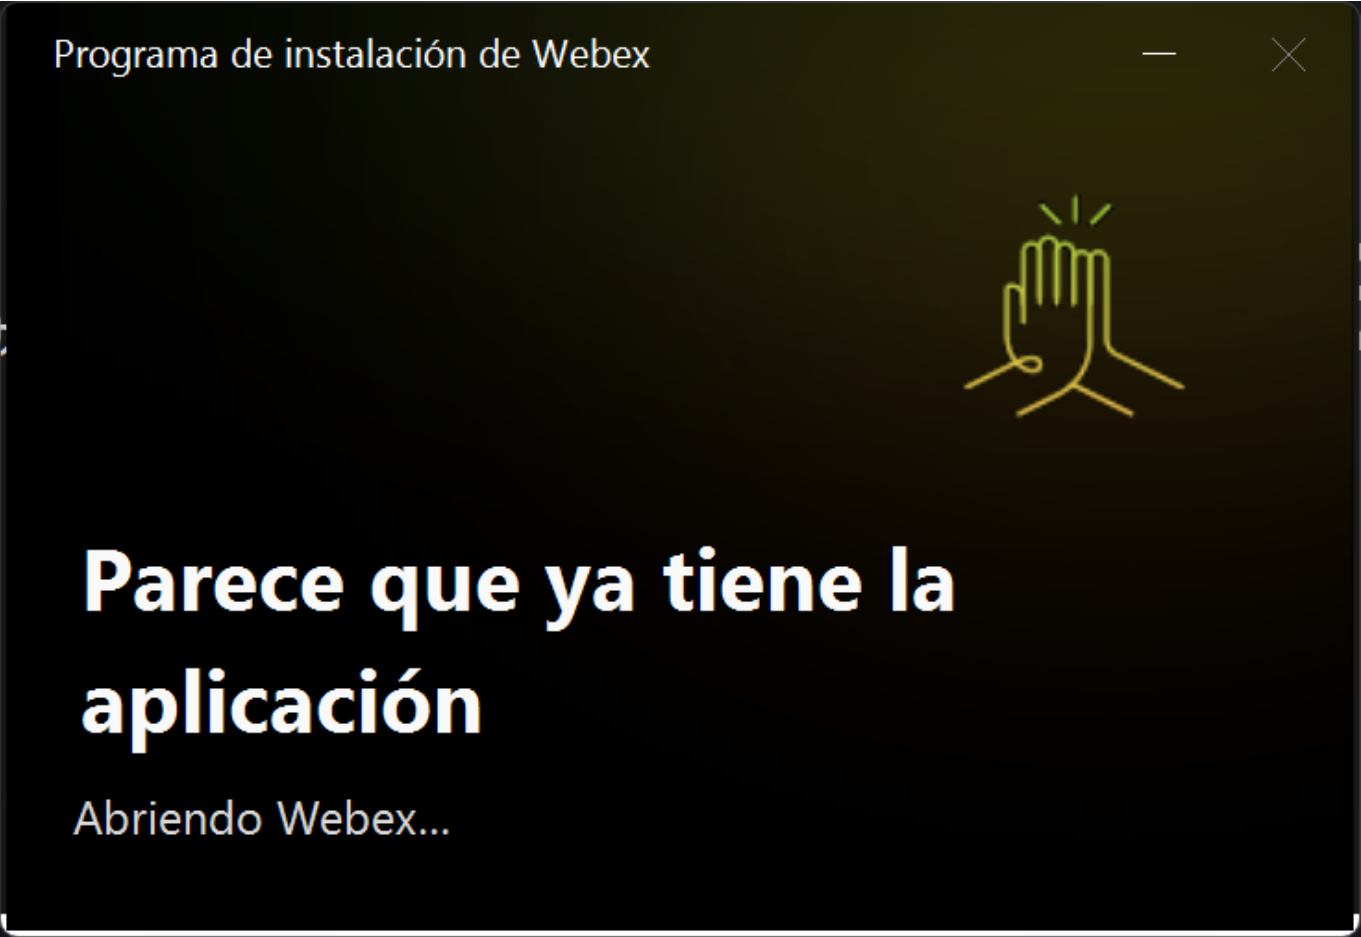 Programa de instalación de Webex
Parece que ya tiene la
aplicación
Abriendo Webex...